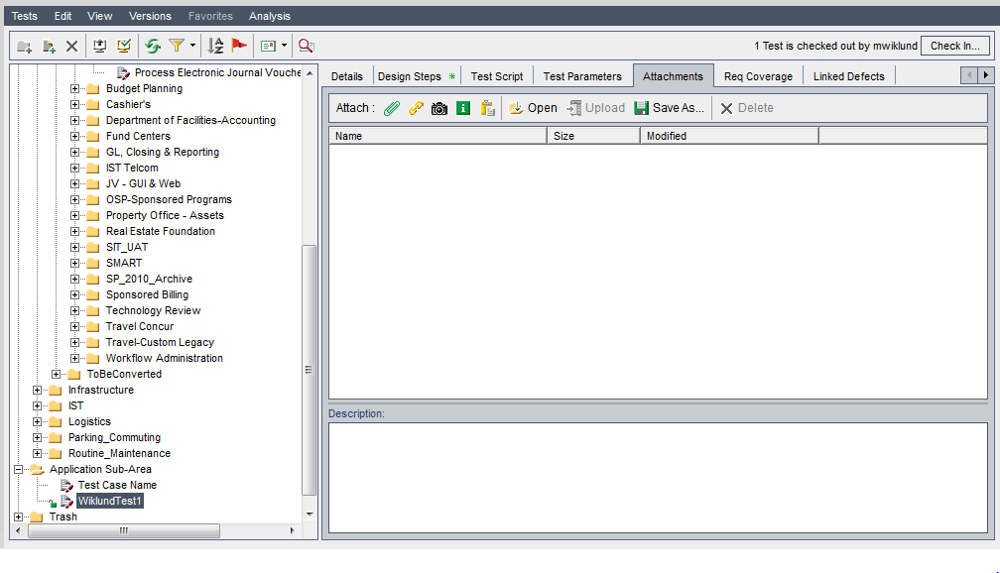 Tests Edit View Versions Favorites Analysis
1 Test is checked out by mwiklund Check In...
Process Electronic Journal Vouche
Budget Planning
Cashier's
Department of Facilities-Accounting
Fund Centers
GL, Closing & Reporting
IST Telcom
JV - GUI & Web
OSP-Sponsored Programs
Property Office - Assets
Real Estate Foundation
SIT_UAT
SMART
SP_2010_Archive
Sponsored Billing
Technology Review
Travel Concur
Travel-Custom Legacy
Workflow Administration
ToBeConverted
Infrastructure
IST
Logistics
Parking_Commuting
Routine_Maintenance
Application Sub-Area
Test Case Name
WiklundTest1
Trash
Details Design Steps * Test Script Test Parameters Attachments Req Coverage Linked Defects
Attach : Open Upload Save As... Delete
Name Size Modified
Description: